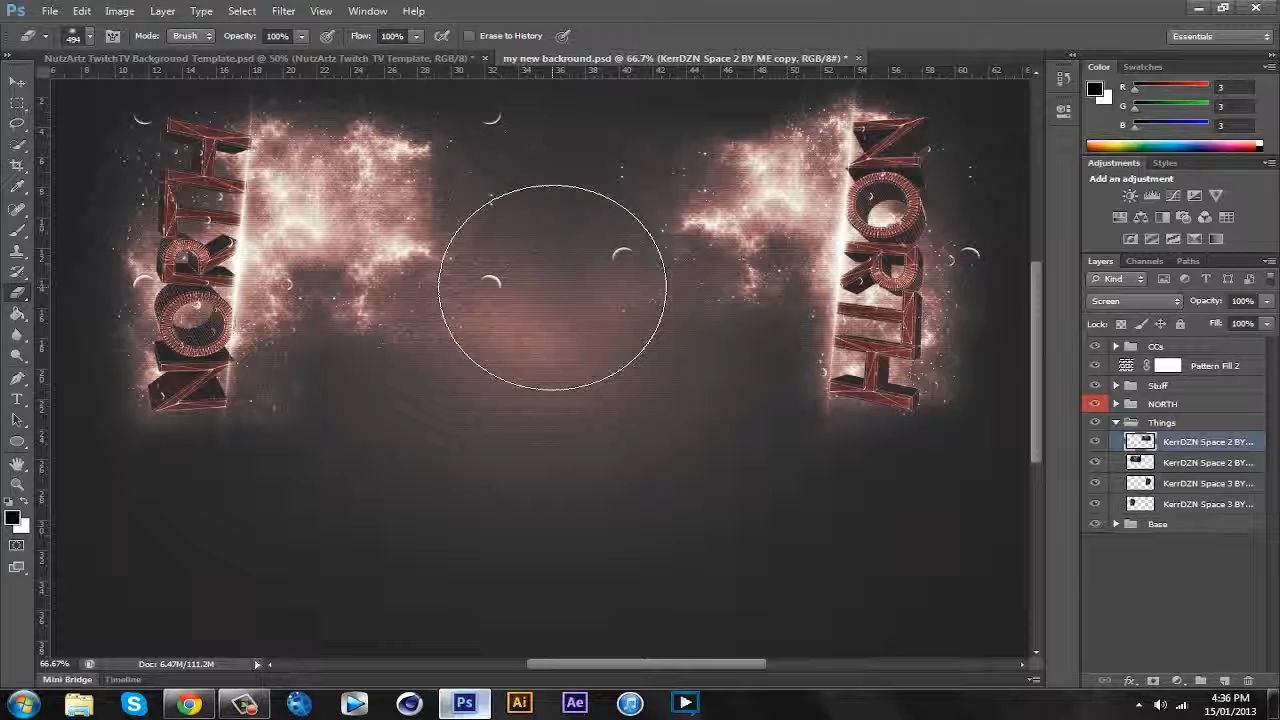 Ps File Edit Image Layer Type Select Filter View Window Help
494 Mode: Brush Opacity: 100% Flow: 100% Erase to History Essentials
NutzArtz TwitchTV Background Template.psd @ 50% (NutzArtz Twitch TV Template, RGB/8) * × my new backround.psd @ 66.7% (KerrDZN Space 2 BY ME copy, RGB/8#) * ×
Color Swatches
R 3
G 3
B 3
Adjustments Styles
Add an adjustment
Layers Channels Paths
Kind
Screen Opacity: 100%
Lock: Fill: 100%
CCs
Pattern Fill 2
Stuff
NORTH
Things
KerrDZN Space 2 BY...
KerrDZN Space 2 BY...
KerrDZN Space 3 BY...
KerrDZN Space 3 BY...
Base
NORTH
NORTH
66.67% Doc: 6.47M/111.2M
Mini Bridge Timeline
Ps Ai Ae
4:36 PM
15/01/2013